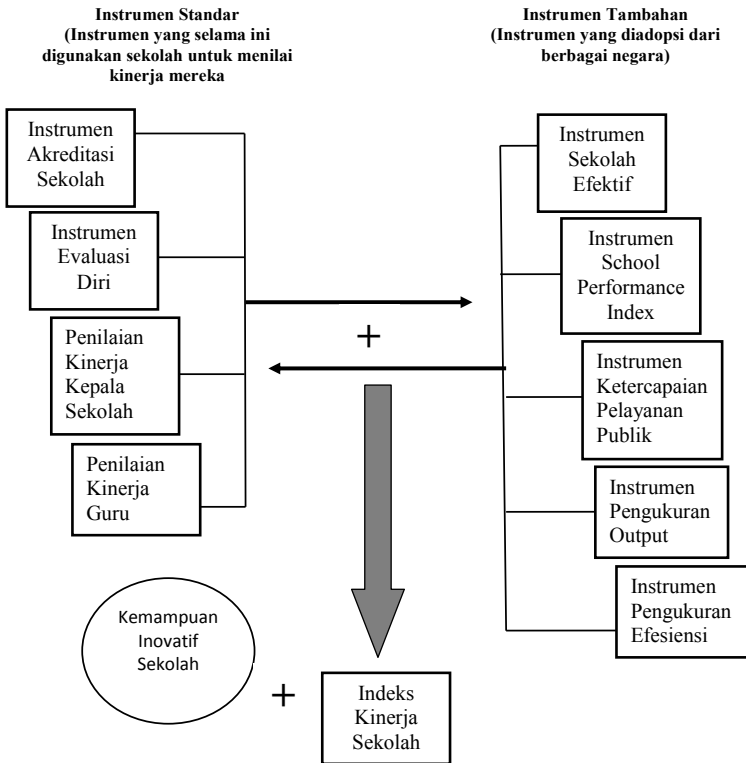 Instrumen Standar
(Instrumen yang selama ini
digunakan sekolah untuk menilai
kinerja mereka
Instrumen Tambahan
(Instrumen yang diadopsi dari
berbagai negara)
Instrumen
Akreditasi
Sekolah
Instrumen
Evaluasi
Diri
Penilaian
Kinerja
Kepala
Sekolah
Penilaian
Kinerja
Guru
+
Instrumen
Sekolah
Efektif
Instrumen
School
Performance
Index
Instrumen
Ketercapaian
Pelayanan
Publik
Instrumen
Pengukuran
Output
Instrumen
Pengukuran
Efesiensi
Kemampuan
Inovatif
Sekolah
+
Indeks
Kinerja
Sekolah